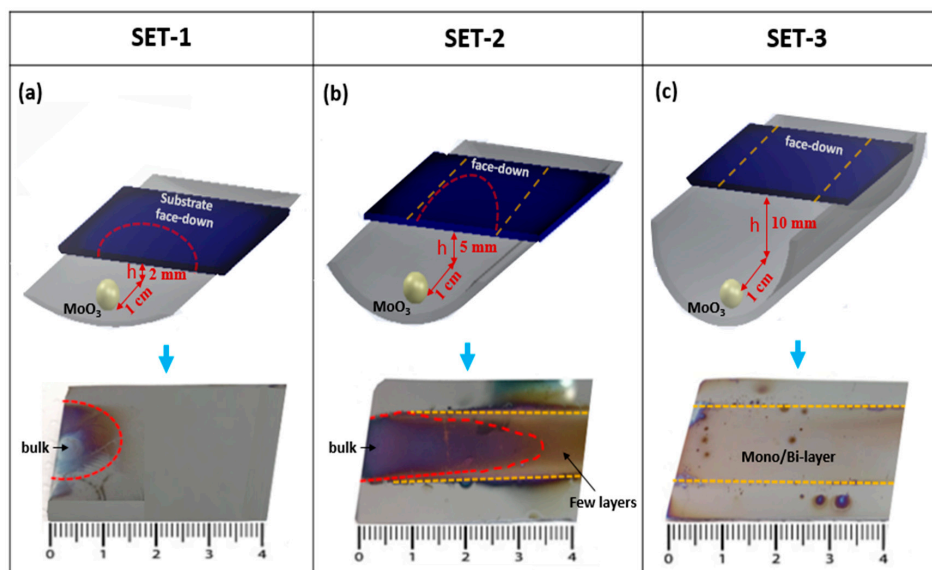 SET-1
SET-2
SET-3
(a)
Substrate
face-down
h
2 mm
1 cm
MoO₃
bulk
0 1 2 3 4
(b)
face-down
h
5 mm
1 cm
MoO₃
bulk
Few layers
0 1 2 3 4
(c)
face-down
h
10 mm
1 cm
MoO₃
Mono/Bi-layer
0 1 2 3 4